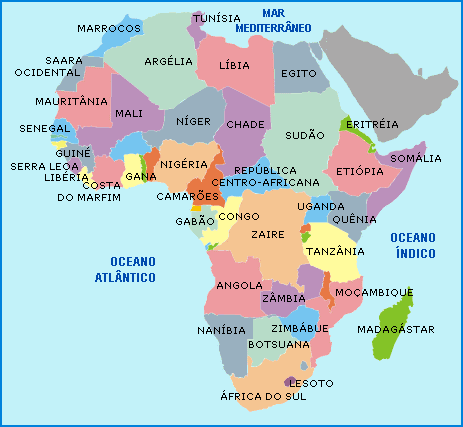 MAR
MEDITERRÂNEO
TUNÍSIA
MARROCOS
ARGÉLIA
SAARA
OCIDENTAL
LÍBIA
EGITO
MAURITÂNIA
MALI
NÍGER
CHADE
SUDÃO
ERITRÉIA
SENEGAL
GUINÉ
SERRA LEOA
LIBÉRIA
COSTA
DO MARFIM
GANA
NIGÉRIA
CAMARÕES
REPÚBLICA
CENTRO-AFRICANA
ETIÓPIA
SOMÁLIA
GABÃO
CONGO
ZAIRE
UGANDA
QUÊNIA
TANZÂNIA
OCEANO
ÍNDICO
OCEANO
ATLÂNTICO
ANGOLA
ZÂMBIA
MOÇAMBIQUE
MADAGÁSTAR
NANÍBIA
ZIMBÁBUE
BOTSUANA
LESOTO
ÁFRICA DO SUL